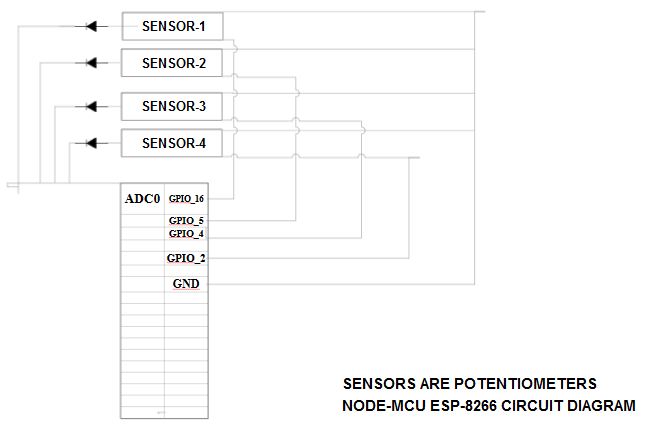 SENSOR-1
SENSOR-2
SENSOR-3
SENSOR-4
ADC0 GPIO_16
GPIO_5
GPIO_4
GPIO_2
GND
SENSORS ARE POTENTIOMETERS
NODE-MCU ESP-8266 CIRCUIT DIAGRAM